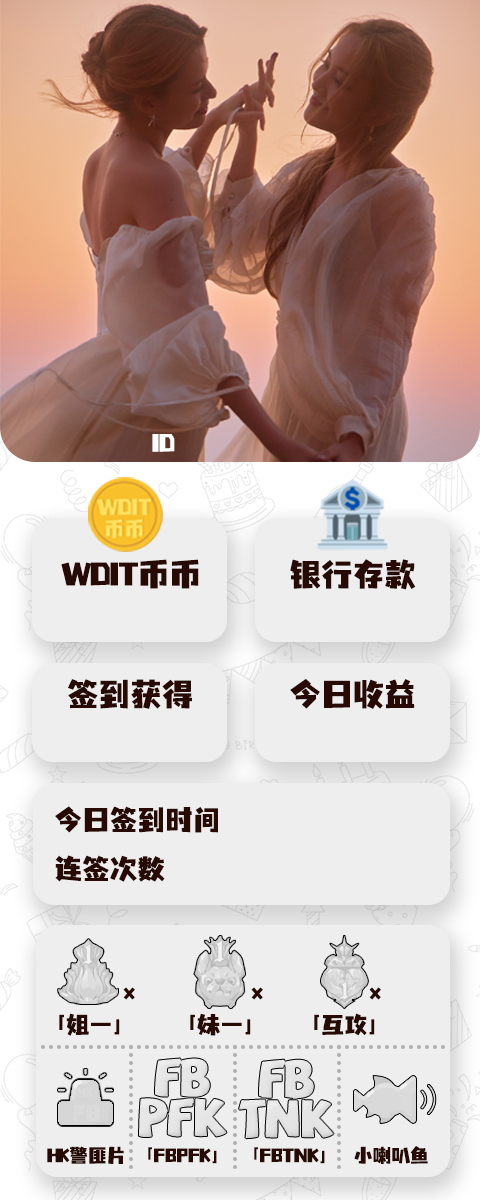 ID
WDIT
币币
WDIT币币
银行存款
签到获得
今日收益
今日签到时间
连签次数
× × ×
「姐一」 「妹一」 「互攻」
FB FB
PFK TNK
HK警匪片 「FBPFK」 「FBTNK」 小喇叭鱼